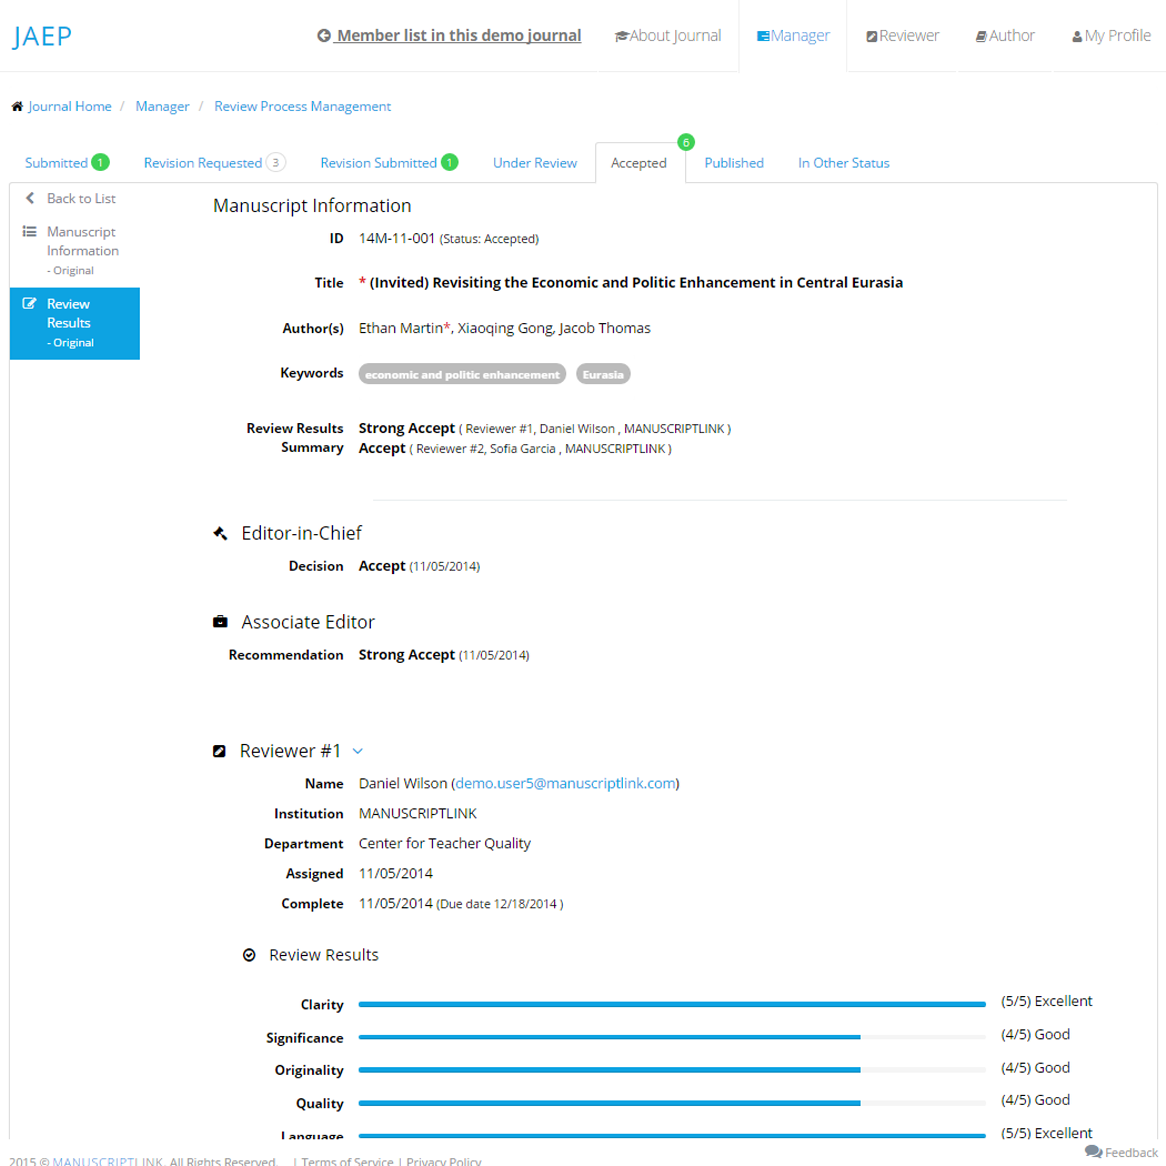 JAEP
Member list in this demo journal
About Journal
Manager
Reviewer
Author
My Profile
Journal Home / Manager / Review Process Management
Submitted 1
Revision Requested 3
Revision Submitted 1
Under Review
Accepted 6
Published
In Other Status
Back to List
Manuscript
Information
- Original
Review
Results
- Original
Manuscript Information
ID 14M-11-001 (Status: Accepted)
Title * (Invited) Revisiting the Economic and Politic Enhancement in Central Eurasia
Author(s) Ethan Martin*, Xiaoqing Gong, Jacob Thomas
Keywords economic and politic enhancement Eurasia
Review Results Strong Accept ( Reviewer #1, Daniel Wilson , MANUSCRIPTLINK )
Summary Accept ( Reviewer #2, Sofia Garcia , MANUSCRIPTLINK )
Editor-in-Chief
Decision Accept (11/05/2014)
Associate Editor
Recommendation Strong Accept (11/05/2014)
Reviewer #1
Name Daniel Wilson (demo.user5@manuscriptlink.com)
Institution MANUSCRIPTLINK
Department Center for Teacher Quality
Assigned 11/05/2014
Complete 11/05/2014 (Due date 12/18/2014 )
Review Results
Clarity (5/5) Excellent
Significance (4/5) Good
Originality (4/5) Good
Quality (4/5) Good
Language (5/5) Excellent
2015 © MANUSCRIPTLINK. All Rights Reserved. | Terms of Service | Privacy Policy
Feedback